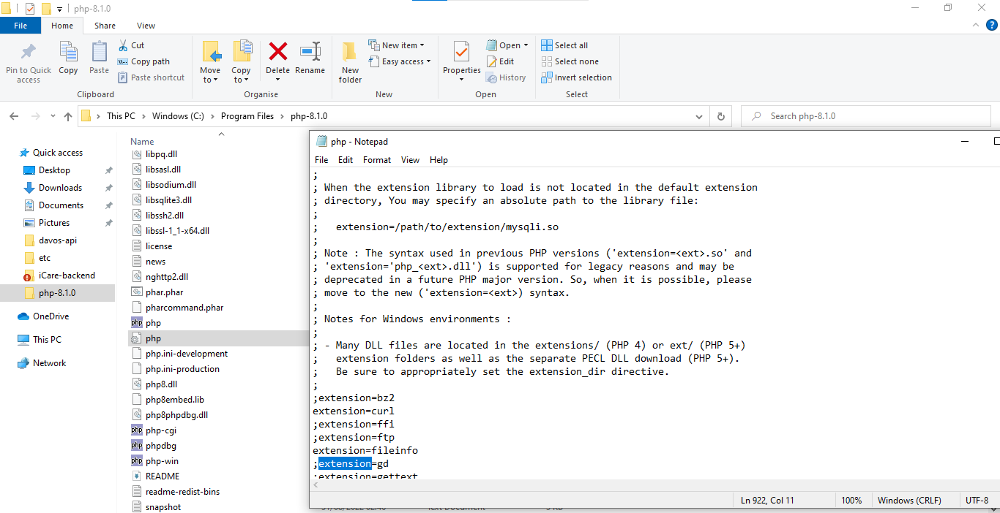 php-8.1.0
File Home Share View
Pin to Quick access
Copy
Paste
Cut
Copy path
Paste shortcut
Clipboard
Move to
Copy to
Delete
Rename
Organise
New folder
New item
Easy access
New
Properties
Open
Edit
History
Open
Select all
Select none
Invert selection
Select
This PC > Windows (C:) > Program Files > php-8.1.0
Search php-8.1.0
Quick access
Desktop
Downloads
Documents
Pictures
davos-api
etc
iCare-backend
php-8.1.0
OneDrive
This PC
Network
Name
libpq.dll
libsasl.dll
libsodium.dll
libsqlite3.dll
libssh2.dll
libssl-1_1-x64.dll
license
news
nghttp2.dll
phar.phar
pharcommand.phar
php
php
php.ini-development
php.ini-production
php8.dll
php8embed.lib
php8phpdbg.dll
php-cgi
phpdbg
php-win
README
readme-redist-bins
snapshot
php - Notepad
File Edit Format View Help
;
; When the extension library to load is not located in the default extension
; directory, You may specify an absolute path to the library file:
;
;   extension=/path/to/extension/mysqli.so
;
; Note : The syntax used in previous PHP versions ('extension=<ext>.so' and
; 'extension='php_<ext>.dll') is supported for legacy reasons and may be
; deprecated in a future PHP major version. So, when it is possible, please
; move to the new ('extension=<ext>) syntax.
;
; Notes for Windows environments :
;
; - Many DLL files are located in the extensions/ (PHP 4) or ext/ (PHP 5+)
;   extension folders as well as the separate PECL DLL download (PHP 5+).
;   Be sure to appropriately set the extension_dir directive.
;
;extension=bz2
extension=curl
;extension=ffi
;extension=ftp
extension=fileinfo
;extension=gd
;extension=gettext
Ln 922, Col 11
100%
Windows (CRLF)
UTF-8